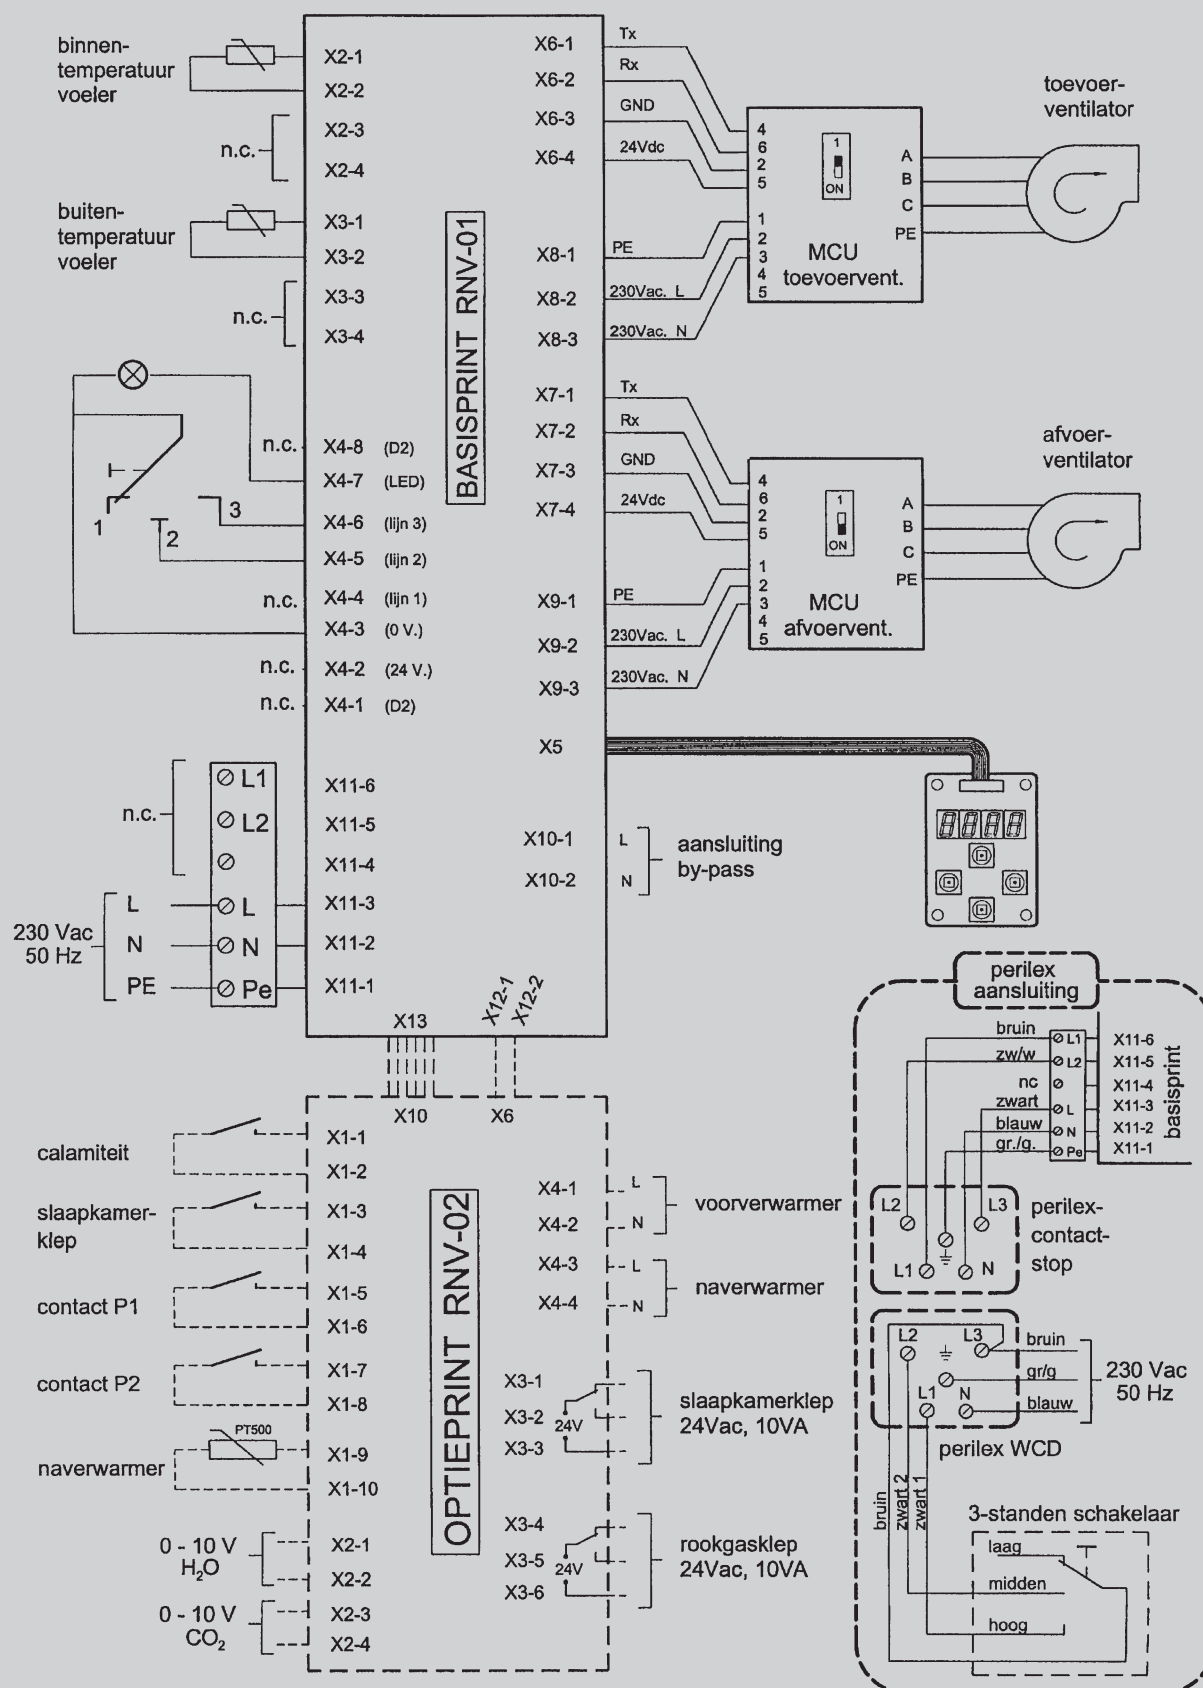 binnen-
temperatuur
voeler
X2-1
X2-2
n.c.
X2-3
X2-4
buiten-
temperatuur
voeler
X3-1
X3-2
n.c.
X3-3
X3-4
n.c. X4-8 (D2)
X4-7 (LED)
X4-6 (lijn 3)
X4-5 (lijn 2)
n.c. X4-4 (lijn 1)
X4-3 (0 V.)
n.c. X4-2 (24 V.)
n.c. X4-1 (D2)
1
2
3
n.c.
L1 X11-6
L2 X11-5
X11-4
L L X11-3
N N X11-2
PE Pe X11-1
230 Vac
50 Hz
BASISPRINT RNV-01
X6-1 Tx
X6-2 Rx
X6-3 GND
X6-4 24Vdc
X8-1 PE
X8-2 230Vac. L
X8-3 230Vac. N
4
6
2
5
1
2
3
4
5
1
ON
A
B
C
PE
MCU
toevoervent.
toevoer-
ventilator
X7-1 Tx
X7-2 Rx
X7-3 GND
X7-4 24Vdc
X9-1 PE
X9-2 230Vac. L
X9-3 230Vac. N
4
6
2
5
1
2
3
4
5
1
ON
A
B
C
PE
MCU
afvoervent.
afvoer-
ventilator
X5
8888
X10-1 L
X10-2 N
aansluiting
by-pass
X13
X12-1
X12-2
X10
X6
OPTIEPRINT RNV-02
calamiteit
X1-1
X1-2
slaapkamer-
klep
X1-3
X1-4
contact P1
X1-5
X1-6
contact P2
X1-7
X1-8
naverwarmer
PT500
X1-9
X1-10
0 - 10 V
H₂O
X2-1
X2-2
0 - 10 V
CO₂
X2-3
X2-4
X4-1 L
X4-2 N
voorverwarmer
X4-3 L
X4-4 N
naverwarmer
X3-1
X3-2
X3-3
24V
slaapkamerklep
24Vac, 10VA
X3-4
X3-5
X3-6
24V
rookgasklep
24Vac, 10VA
perilex
aansluiting
bruin L1 X11-6
zw/w L2 X11-5
nc X11-4
zwart L X11-3
blauw N X11-2
gr./g. Pe X11-1
basisprint
L2 L3
L1 N
perilex-
contact-
stop
L2 L3
L1 N
bruin
gr/g
blauw
230 Vac
50 Hz
perilex WCD
bruin
zwart 2
zwart 1
3-standen schakelaar
laag
midden
hoog